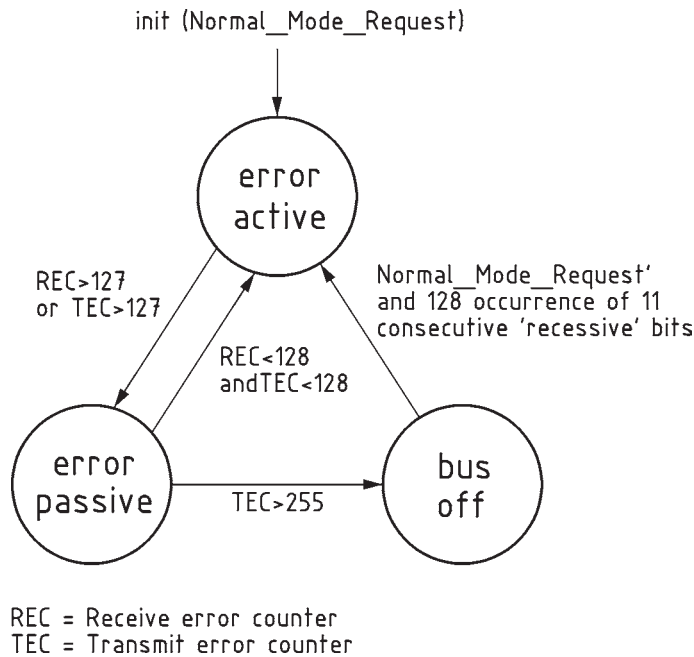 init (Normal_Mode_Request)
error
active
REC>127
or TEC>127
Normal_Mode_Request'
and 128 occurrence of 11
consecutive 'recessive' bits
REC<128
andTEC<128
error
passive
bus
off
TEC>255
REC = Receive error counter
TEC = Transmit error counter